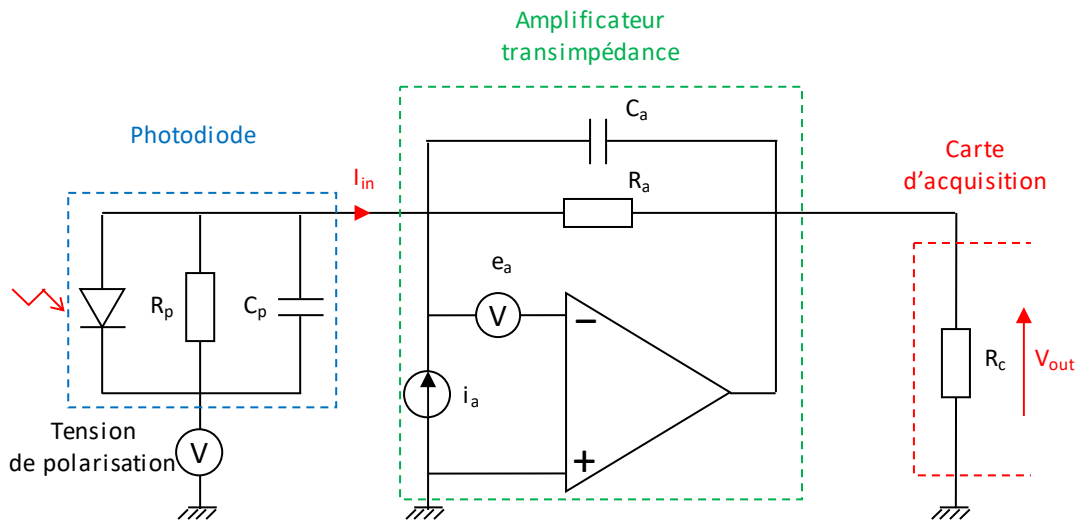 Amplificateur
transimpédance
Photodiode
Carte
d'acquisition
Iin
Ca
Ra
ea
V
ia
−
+
Rp
Cp
Rc
Vout
Tension
de polarisation
V